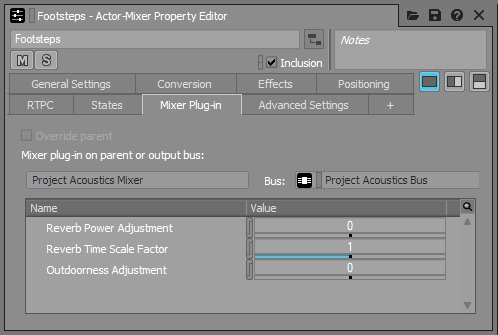 Footsteps - Actor-Mixer Property Editor
Footsteps
Notes
M S
Inclusion
General Settings Conversion Effects Positioning
RTPC States Mixer Plug-in Advanced Settings +
Override parent
Mixer plug-in on parent or output bus:
Project Acoustics Mixer Bus: Project Acoustics Bus
Name Value
Reverb Power Adjustment 0
Reverb Time Scale Factor 1
Outdoorness Adjustment 0